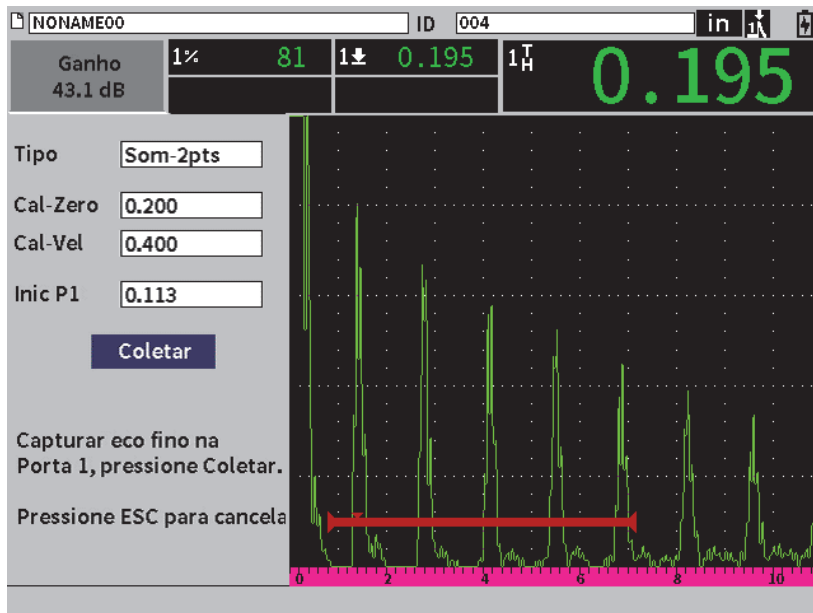 NONAME00 ID 004 in
Ganho
43.1 dB
1% 81 1 0.195 1 T H 0.195
Tipo Som-2pts
Cal-Zero 0.200
Cal-Vel 0.400
Inic P1 0.113
Coletar
Capturar eco fino na
Porta 1, pressione Coletar.
Pressione ESC para cancela
0 2 4 6 8 10